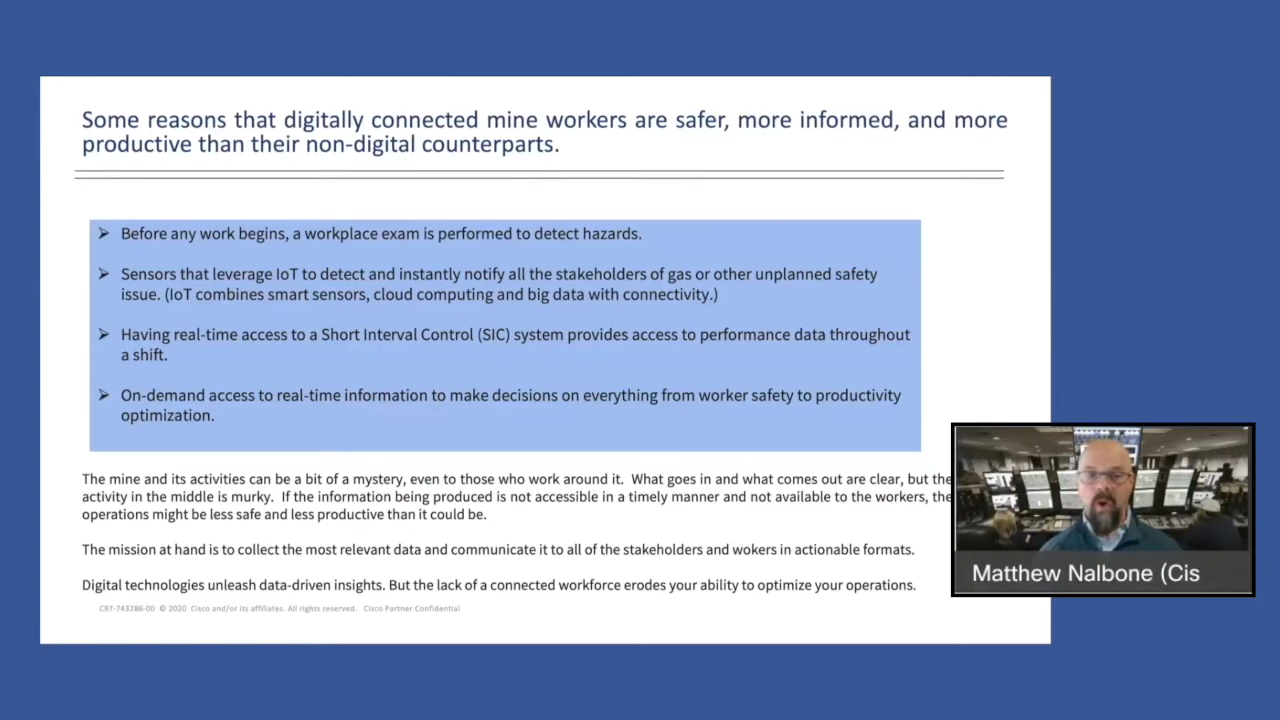 Some reasons that digitally connected mine workers are safer, more informed, and more
productive than their non-digital counterparts.
➢ Before any work begins, a workplace exam is performed to detect hazards.
➢ Sensors that leverage IoT to detect and instantly notify all the stakeholders of gas or other unplanned safety
issue. (IoT combines smart sensors, cloud computing and big data with connectivity.)
➢ Having real-time access to a Short Interval Control (SIC) system provides access to performance data throughout
a shift.
➢ On-demand access to real-time information to make decisions on everything from worker safety to productivity
optimization.
The mine and its activities can be a bit of a mystery, even to those who work around it. What goes in and what comes out are clear, but the
activity in the middle is murky. If the information being produced is not accessible in a timely manner and not available to the workers, the
operations might be less safe and less productive than it could be.
The mission at hand is to collect the most relevant data and communicate it to all of the stakeholders and wokers in actionable formats.
Digital technologies unleash data-driven insights. But the lack of a connected workforce erodes your ability to optimize your operations.
C97-743286-00 © 2020 Cisco and/or its affiliates. All rights reserved. Cisco Partner Confidential
Matthew Nalbone (Cis